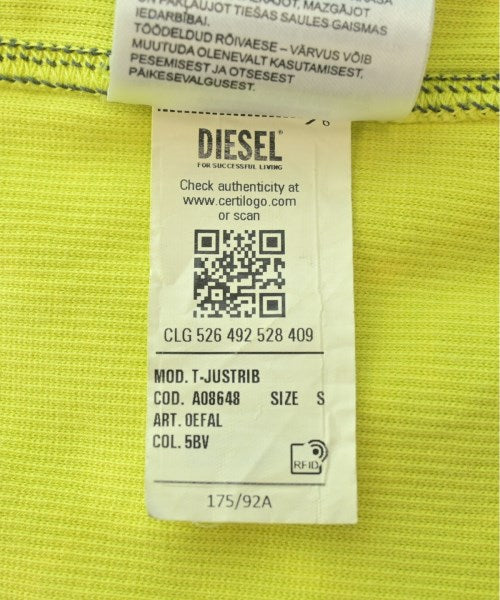 ON PAKĻAUJOT TIEŠAS SAULES GAISMAS
IEDARBĪBAI.
TÖÖDELDUD RÕIVAESE – VÄRVUS VÕIB
MUUTUDA OLENEVALT KASUTAMISEST,
PESEMISEST JA OTSESEST
PÄIKESEVALGUSEST.
DIESEL®
FOR SUCCESSFUL LIVING
Check authenticity at
www.certilogo.com
or scan
CLG 526 492 528 409
MOD. T-JUSTRIB
COD. A08648 SIZE S
ART. 0EFAL
COL. 5BV
RFID
175/92A